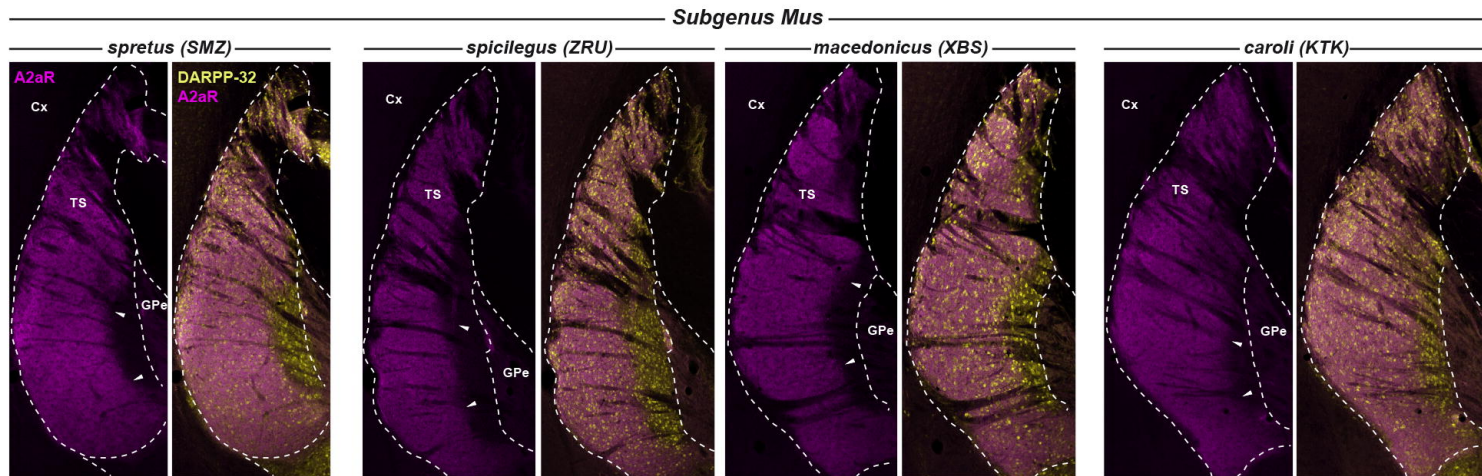 Subgenus Mus
spretus (SMZ)
spicilegus (ZRU)
macedonicus (XBS)
caroli (KTK)
A2aR
DARPP-32
A2aR
Cx
TS
GPe
TS
GPe
Cx
TS
GPe
Cx
TS
GPe